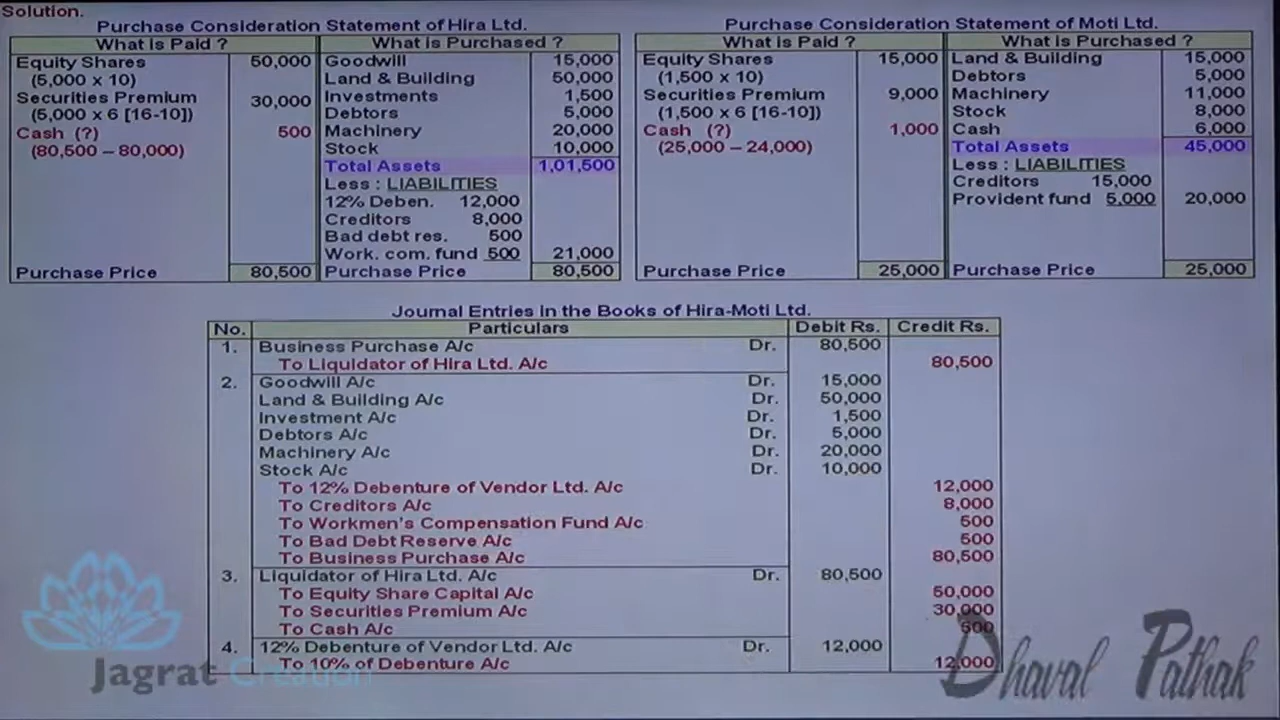 Solution.
Purchase Consideration Statement of Hira Ltd.
What is Paid ? What is Purchased ?
Equity Shares 50,000 Goodwill 15,000
(5,000 x 10) Land & Building 50,000
Securities Premium 30,000 Investments 1,500
(5,000 x 6 [16-10]) Debtors 5,000
Cash (?) 500 Machinery 20,000
(80,500 – 80,000) Stock 10,000
Total Assets 1,01,500
Less : LIABILITIES
12% Deben. 12,000
Creditors 8,000
Bad debt res. 500
Work. com. fund 500 21,000
Purchase Price 80,500 Purchase Price 80,500
Purchase Consideration Statement of Moti Ltd.
What is Paid ? What is Purchased ?
Equity Shares 15,000 Land & Building 15,000
(1,500 x 10) Debtors 5,000
Securities Premium 9,000 Machinery 11,000
(1,500 x 6 [16-10]) Stock 8,000
Cash (?) 1,000 Cash 6,000
(25,000 – 24,000) Total Assets 45,000
Less : LIABILITIES
Creditors 15,000
Provident fund 5,000 20,000
Purchase Price 25,000 Purchase Price 25,000
Journal Entries in the Books of Hira-Moti Ltd.
No. Particulars Debit Rs. Credit Rs.
1. Business Purchase A/c Dr. 80,500
To Liquidator of Hira Ltd. A/c 80,500
2. Goodwill A/c Dr. 15,000
Land & Building A/c Dr. 50,000
Investment A/c Dr. 1,500
Debtors A/c Dr. 5,000
Machinery A/c Dr. 20,000
Stock A/c Dr. 10,000
To 12% Debenture of Vendor Ltd. A/c 12,000
To Creditors A/c 8,000
To Workmen's Compensation Fund A/c 500
To Bad Debt Reserve A/c 500
To Business Purchase A/c 80,500
3. Liquidator of Hira Ltd. A/c Dr. 80,500
To Equity Share Capital A/c 50,000
To Securities Premium A/c 30,000
To Cash A/c 500
4. 12% Debenture of Vendor Ltd. A/c Dr. 12,000
To 10% of Debenture A/c 12,000
Jagrat Creation
Dhaval Pathak